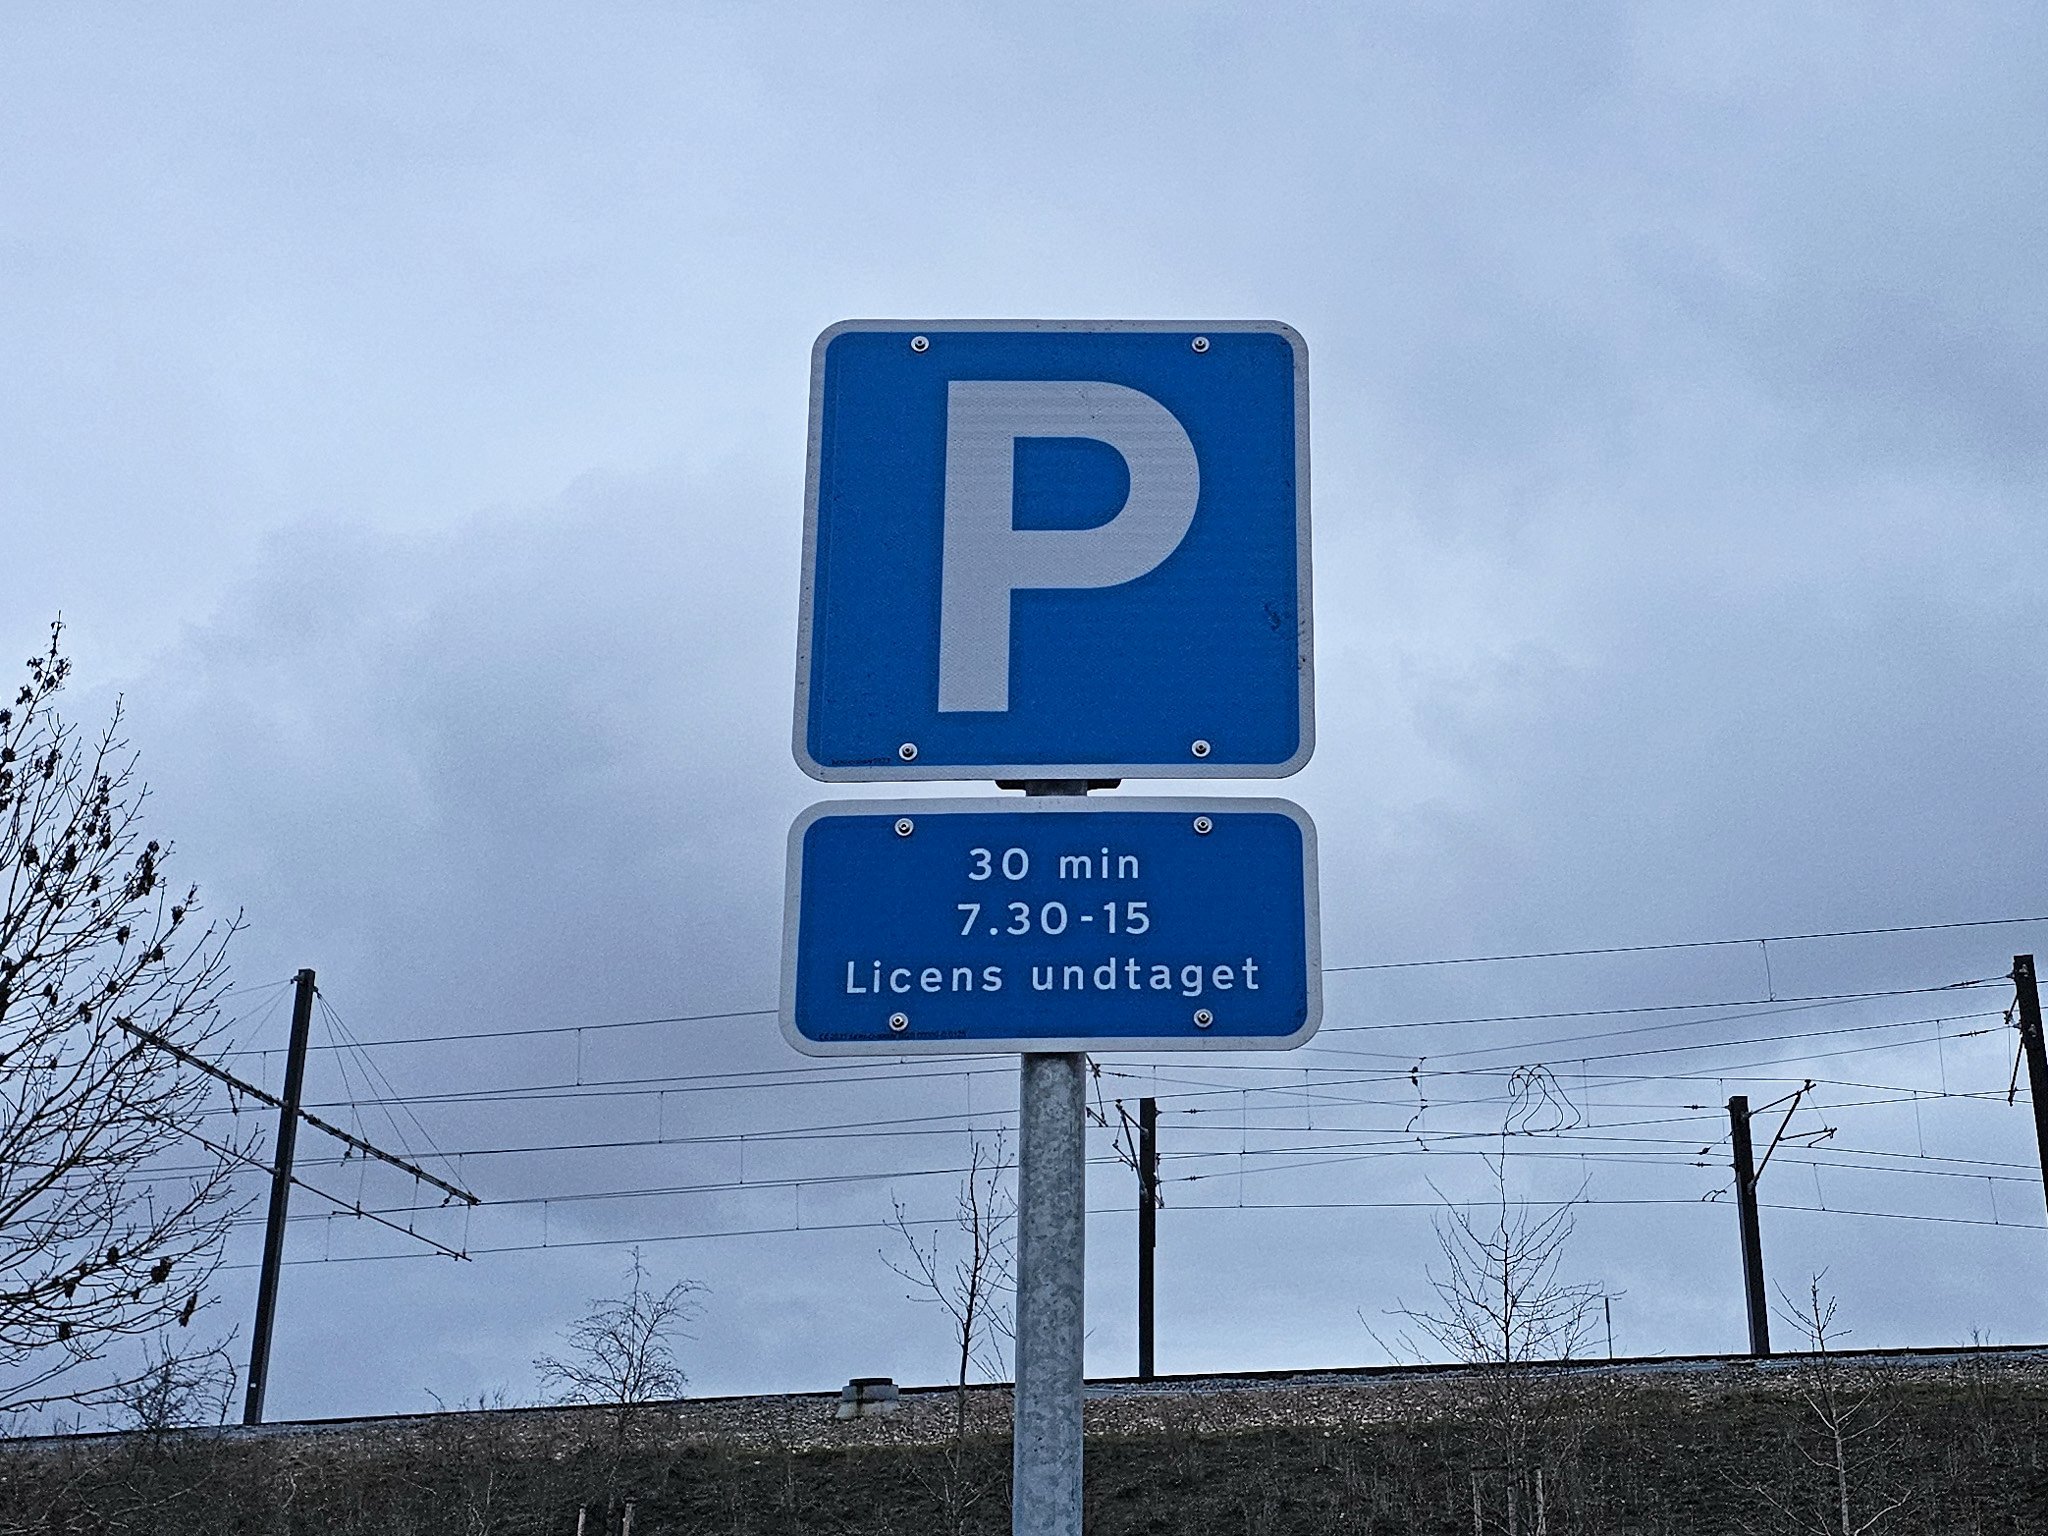 P
30 min
7.30-15
Licens undtaget